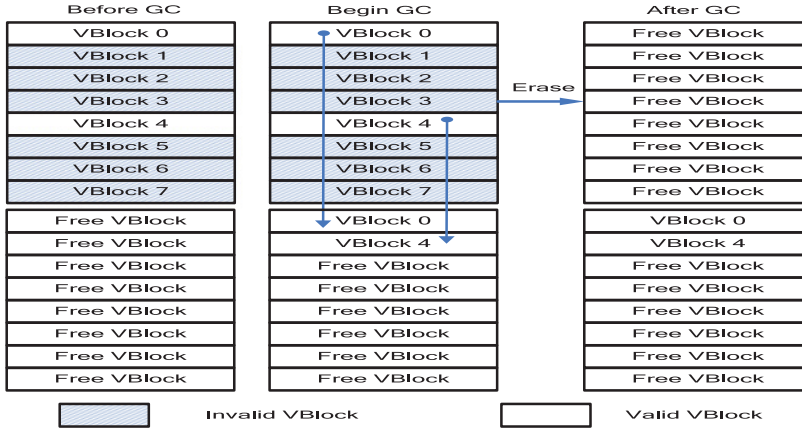 Before GC
VBlock 0
VBlock 1
VBlock 2
VBlock 3
VBlock 4
VBlock 5
VBlock 6
VBlock 7
Free VBlock
Free VBlock
Free VBlock
Free VBlock
Free VBlock
Free VBlock
Free VBlock
Free VBlock
Begin GC
VBlock 0
VBlock 1
VBlock 2
VBlock 3
VBlock 4
VBlock 5
VBlock 6
VBlock 7
VBlock 0
VBlock 4
Free VBlock
Free VBlock
Free VBlock
Free VBlock
Free VBlock
Free VBlock
Erase
After GC
Free VBlock
Free VBlock
Free VBlock
Free VBlock
Free VBlock
Free VBlock
Free VBlock
Free VBlock
VBlock 0
VBlock 4
Free VBlock
Free VBlock
Free VBlock
Free VBlock
Free VBlock
Free VBlock
Invalid VBlock
Valid VBlock